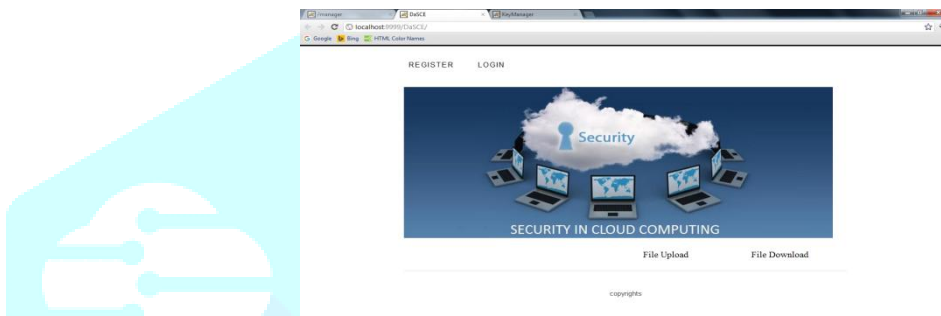 /manager DaSCE KeyManager
localhost:9999/DaSCE/
Google Bing HTML Color Names
REGISTER LOGIN
Security
SECURITY IN CLOUD COMPUTING
File Upload File Download
copyrights